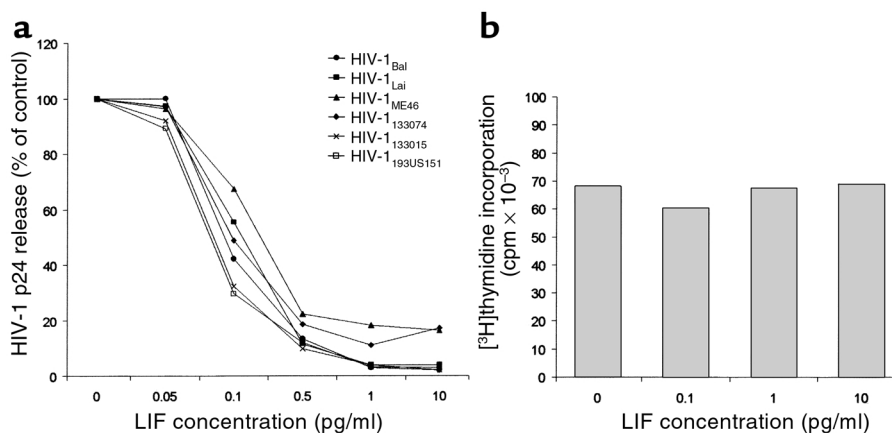 a
HIV-1 p24 release (% of control)
120
100
80
60
40
20
0
0 0.05 0.1 0.5 1 10
LIF concentration (pg/ml)
HIV-1Bal
HIV-1Lai
HIV-1ME46
HIV-1133074
HIV-1133015
HIV-1193US151
b
[³H]thymidine incorporation
(cpm × 10⁻³)
100
90
80
70
60
50
40
30
20
10
0
0 0.1 1 10
LIF concentration (pg/ml)